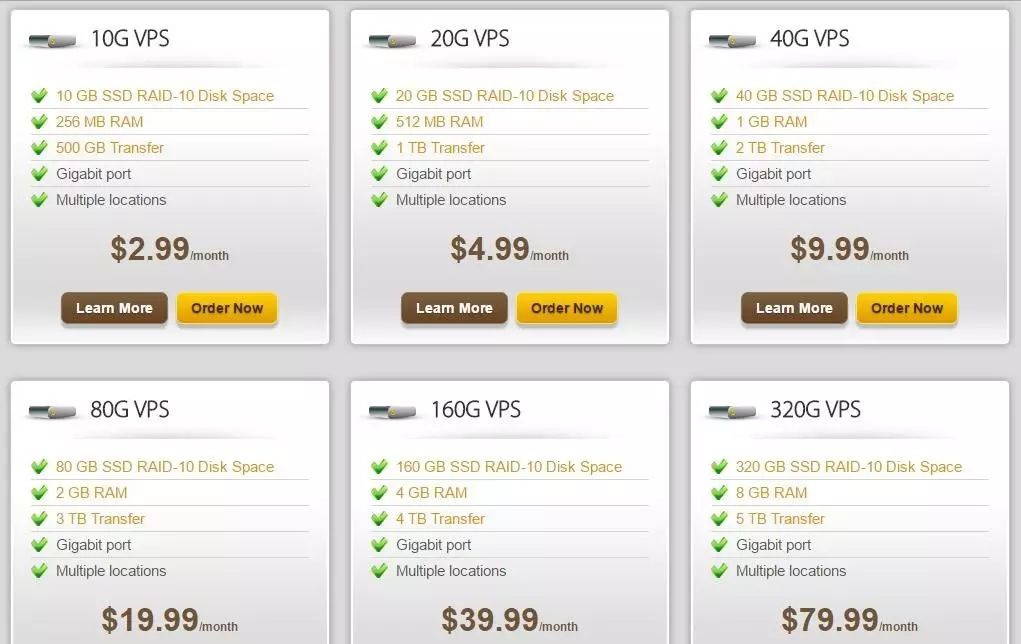 10G VPS
10 GB SSD RAID-10 Disk Space
256 MB RAM
500 GB Transfer
Gigabit port
Multiple locations
$2.99/month
Learn More
Order Now
20G VPS
20 GB SSD RAID-10 Disk Space
512 MB RAM
1 TB Transfer
Gigabit port
Multiple locations
$4.99/month
Learn More
Order Now
40G VPS
40 GB SSD RAID-10 Disk Space
1 GB RAM
2 TB Transfer
Gigabit port
Multiple locations
$9.99/month
Learn More
Order Now
80G VPS
80 GB SSD RAID-10 Disk Space
2 GB RAM
3 TB Transfer
Gigabit port
Multiple locations
$19.99/month
160G VPS
160 GB SSD RAID-10 Disk Space
4 GB RAM
4 TB Transfer
Gigabit port
Multiple locations
$39.99/month
320G VPS
320 GB SSD RAID-10 Disk Space
8 GB RAM
5 TB Transfer
Gigabit port
Multiple locations
$79.99/month